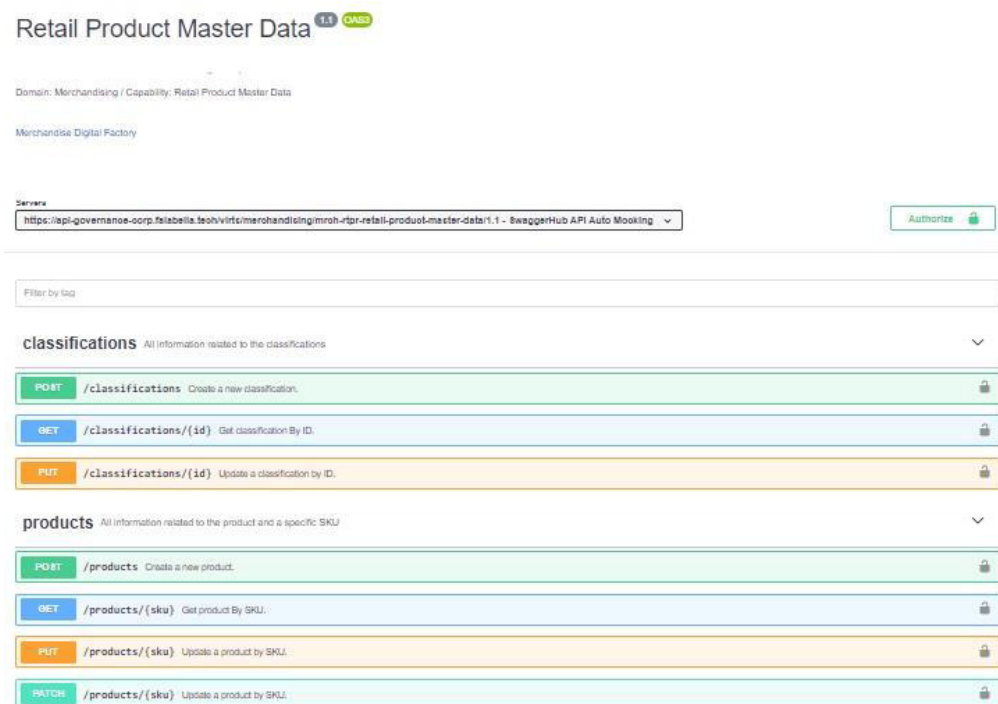 Retail Product Master Data 1.1 OAS3
Domain: Merchandising / Capability: Retail Product Master Data
Merchandise Digital Factory
Servers
https://api-governance-corp.falabella.tech/virts/merchandising/mroh-rtpr-retail-product-master-data/1.1 - SwaggerHub API Auto Mocking
Authorize
Filter by tag
classifications All information related to the classifications
POST /classifications Create a new classification.
GET /classifications/{id} Get classification By ID.
PUT /classifications/{id} Update a classification by ID.
products All information related to the product and a specific SKU
POST /products Create a new product.
GET /products/{sku} Get product By SKU.
PUT /products/{sku} Update a product by SKU.
PATCH /products/{sku} Update a product by SKU.